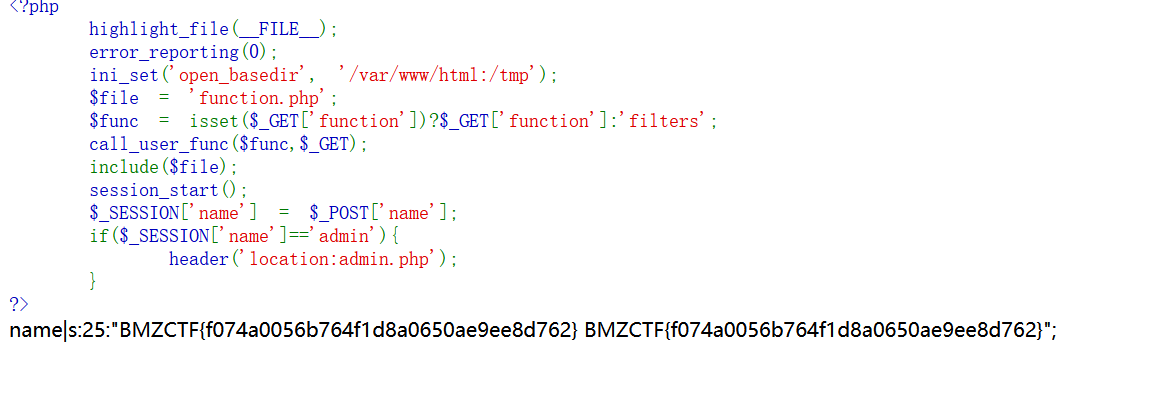 <?php
highlight_file(__FILE__);
error_reporting(0);
ini_set('open_basedir', '/var/www/html:/tmp');
$file = 'function.php';
$func = isset($_GET['function'])?$_GET['function']:'filters';
call_user_func($func,$_GET);
include($file);
session_start();
$_SESSION['name'] = $_POST['name'];
if($_SESSION['name']=='admin'){
header('location:admin.php');
}
?>
name|s:25:"BMZCTF{f074a0056b764f1d8a0650ae9ee8d762} BMZCTF{f074a0056b764f1d8a0650ae9ee8d762}";